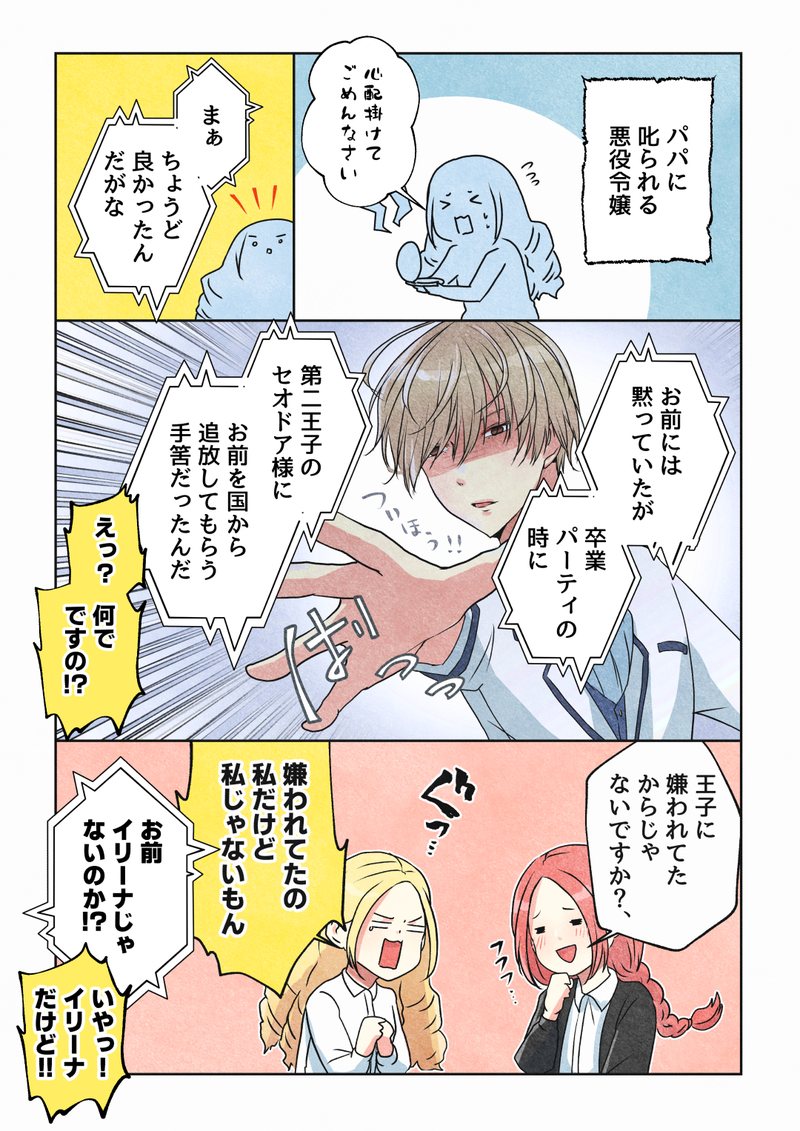 パパに
叱られる
悪役令嬢
心配掛けて
ごめんなさい
まぁ
ちょうど
良かったん
だがな
お前には
黙っていたが
卒業
パーティの
時に
第二王子の
セオドア様に
お前を国から
追放してもらう
手筈だったんだ
ついほう!!
ばっっ
えっ？何で
ですの!?
王子に
嫌われてた
からじゃ
ないですか？、
フフフ…
ぐっ…
嫌われてたの
私だけど
私じゃないもん
お前
イリーナじゃ
ないのか!?
いやっ！
イリーナ
だけど!!